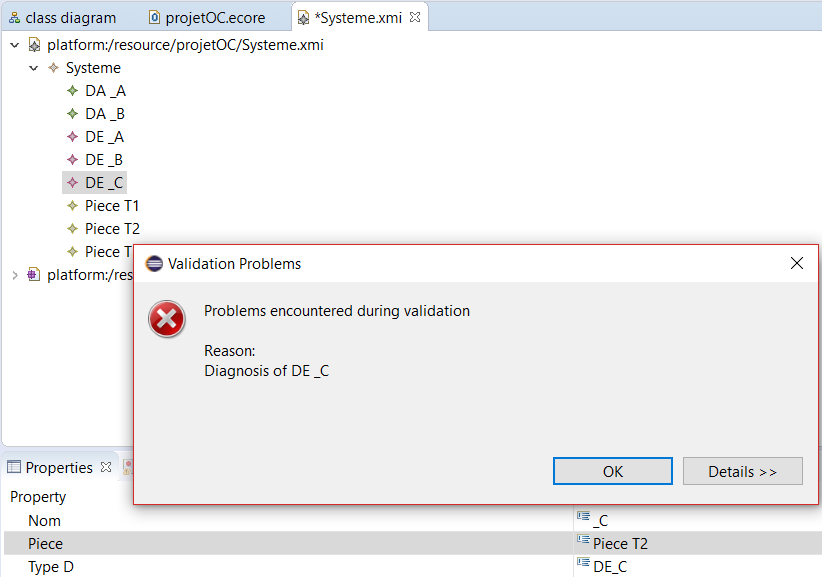 class diagram projetOC.ecore *Systeme.xmi
platform:/resource/projetOC/Systeme.xmi
Systeme
DA _A
DA _B
DE _A
DE _B
DE _C
Piece T1
Piece T2
Piece T
platform:/res
Validation Problems
Problems encountered during validation
Reason:
Diagnosis of DE _C
OK Details >>
Properties
Property
Nom _C
Piece Piece T2
Type D DE_C